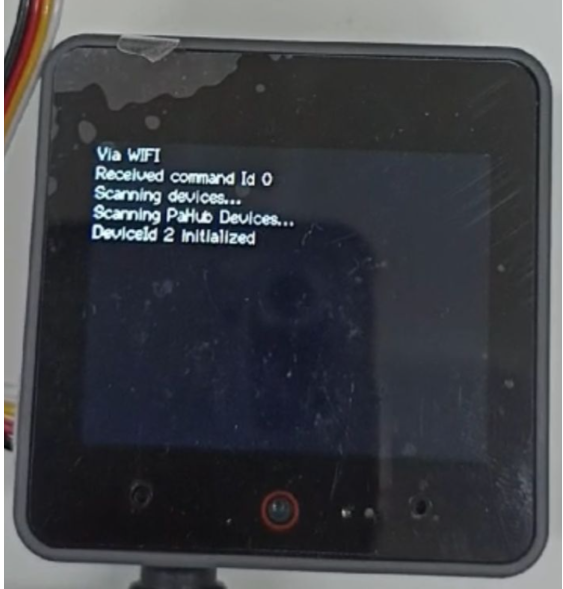 Via WIFI
Received command Id 0
Scanning devices...
Scanning PaHub Devices...
DeviceId 2 Initialized